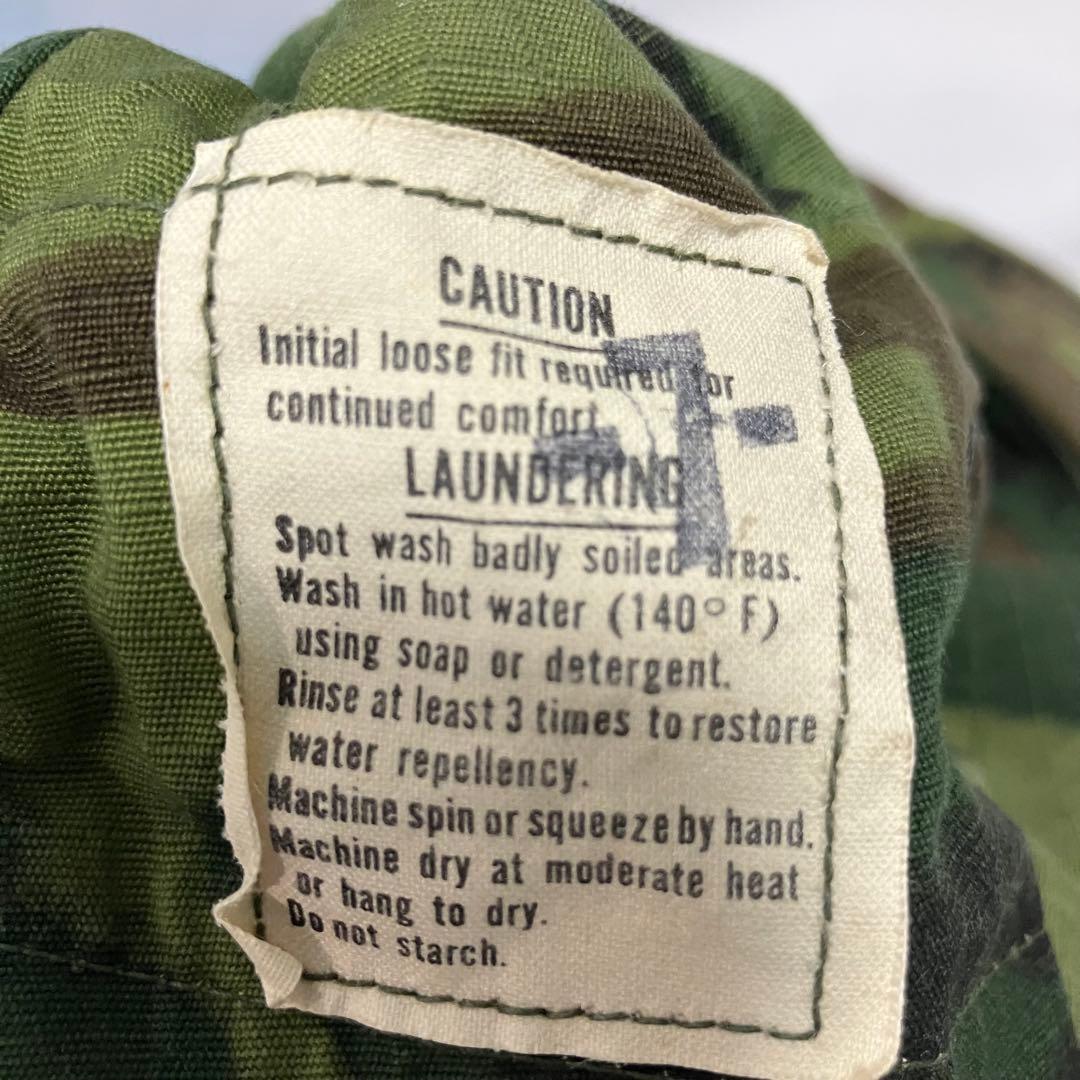 CAUTION
Initial loose fit required for
continued comfort.
LAUNDERING
Spot wash badly soiled areas.
Wash in hot water (140° F)
using soap or detergent.
Rinse at least 3 times to restore
water repellency.
Machine spin or squeeze by hand.
Machine dry at moderate heat
or hang to dry.
Do not starch.